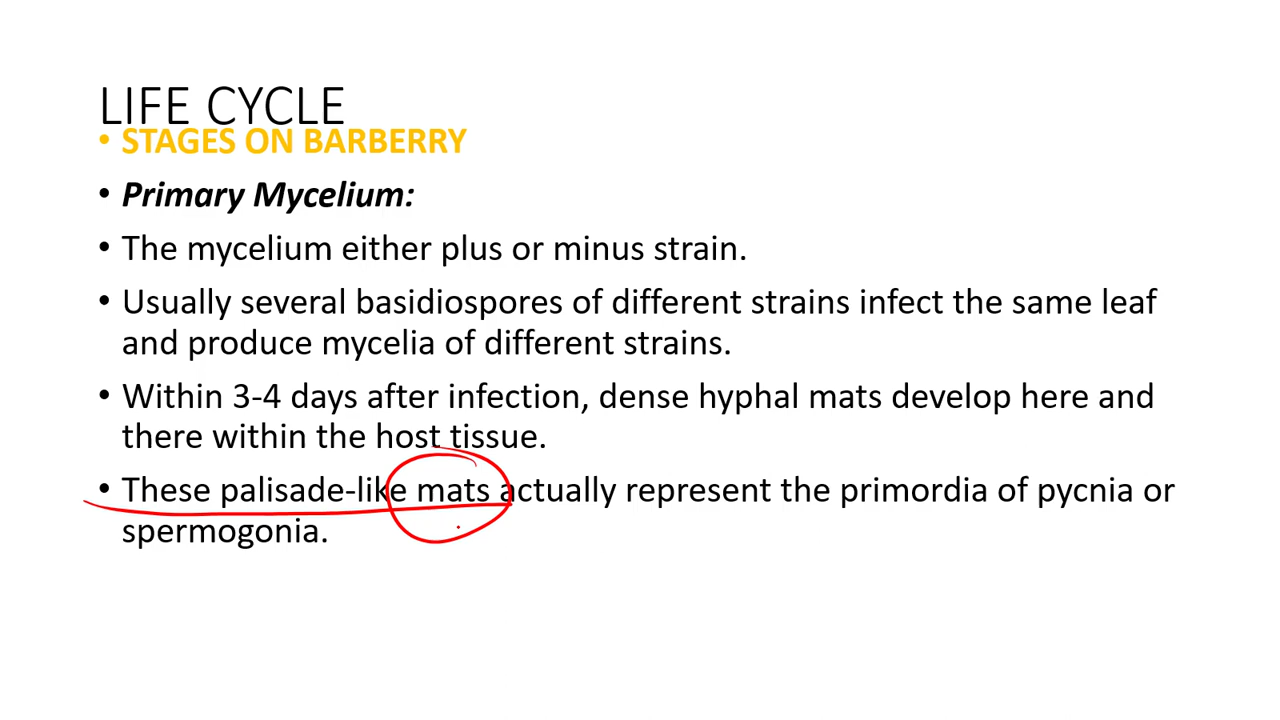 LIFE CYCLE
• STAGES ON BARBERRY
• Primary Mycelium:
• The mycelium either plus or minus strain.
• Usually several basidiospores of different strains infect the same leaf
and produce mycelia of different strains.
• Within 3-4 days after infection, dense hyphal mats develop here and
there within the host tissue.
• These palisade-like mats actually represent the primordia of pycnia or
spermogonia.